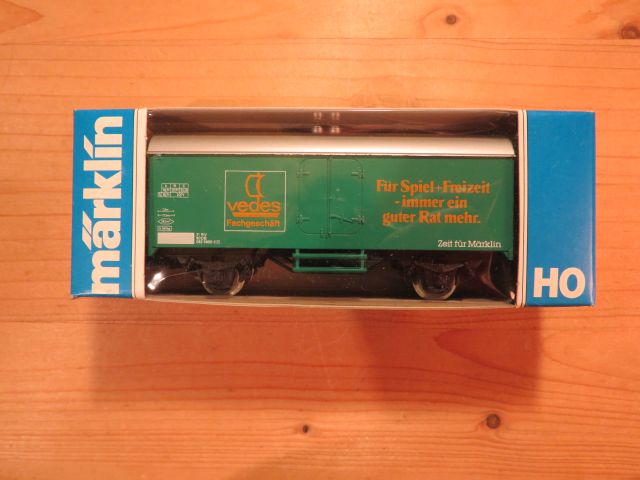 märklin
vedes
Fachgeschäft
Für Spiel+Freizeit
-immer ein
guter Rat mehr.
Zeit für Märklin
HO